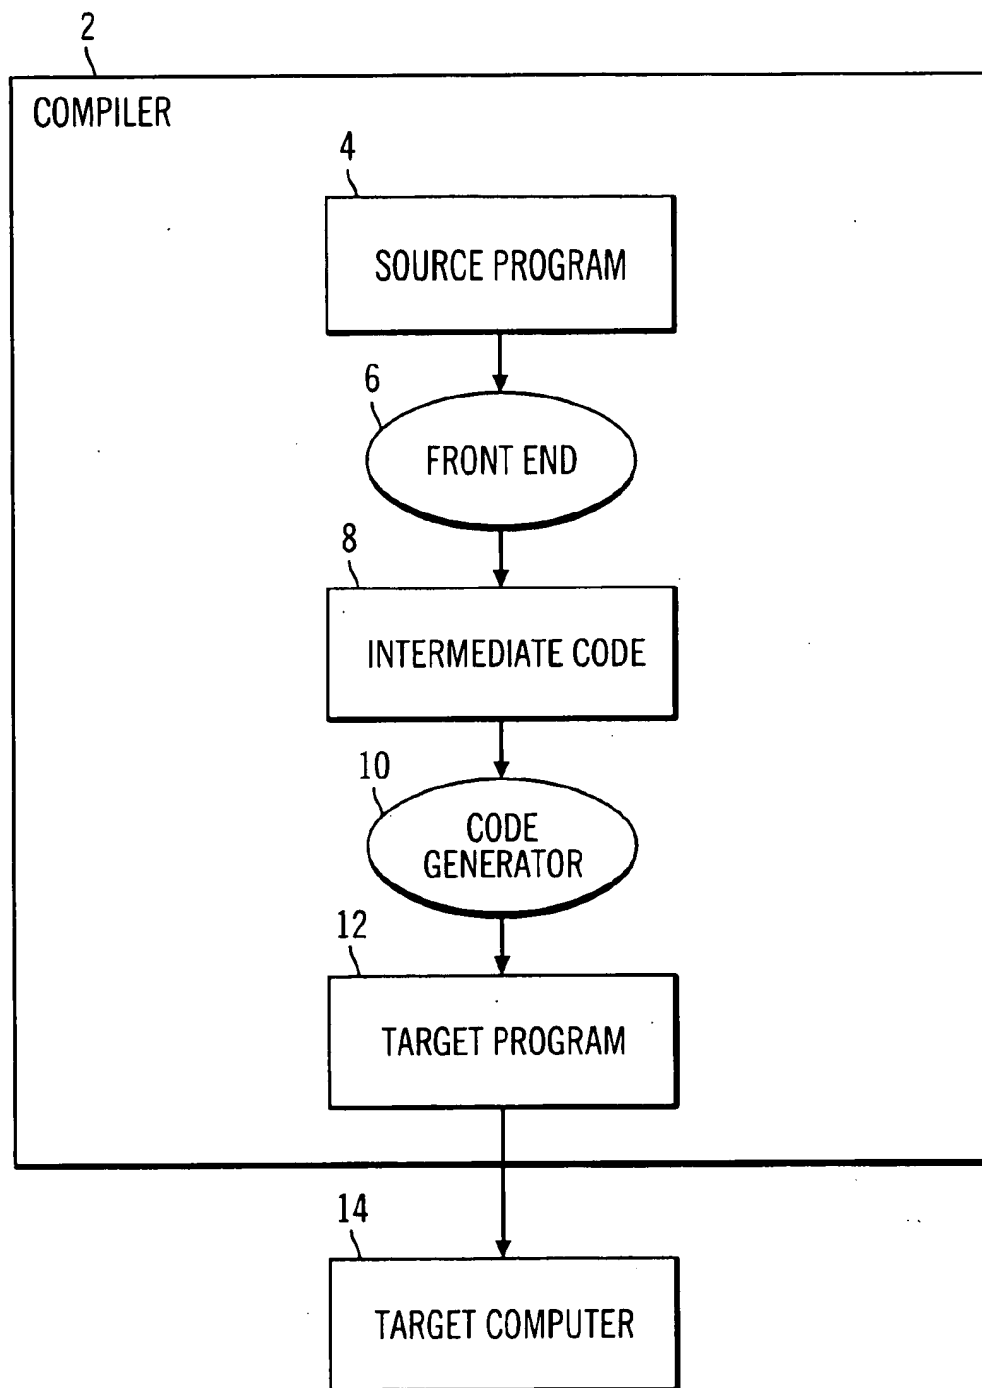 2
COMPILER
4
SOURCE PROGRAM
6
FRONT END
8
INTERMEDIATE CODE
10
CODE
GENERATOR
12
TARGET PROGRAM
14
TARGET COMPUTER